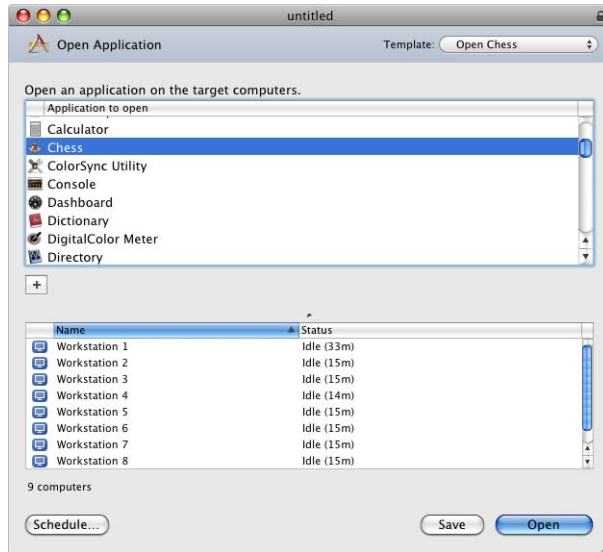 untitled
Open Application
Template: Open Chess
Open an application on the target computers.
Application to open
Calculator
Chess
ColorSync Utility
Console
Dashboard
Dictionary
DigitalColor Meter
Directory
+
Name Status
Workstation 1 Idle (33m)
Workstation 2 Idle (15m)
Workstation 3 Idle (15m)
Workstation 4 Idle (14m)
Workstation 5 Idle (15m)
Workstation 6 Idle (15m)
Workstation 7 Idle (15m)
Workstation 8 Idle (15m)
9 computers
Schedule... Save Open